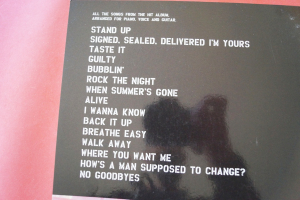 ALL THE SONGS FROM THE HIT ALBUM,
ARRANGED FOR PIANO, VOICE AND GUITAR.
STAND UP
SIGNED, SEALED, DELIVERED I'M YOURS
TASTE IT
GUILTY
BUBBLIN'
ROCK THE NIGHT
WHEN SUMMER'S GONE
ALIVE
I WANNA KNOW
BACK IT UP
BREATHE EASY
WALK AWAY
WHERE YOU WANT ME
HOW'S A MAN SUPPOSED TO CHANGE?
NO GOODBYES